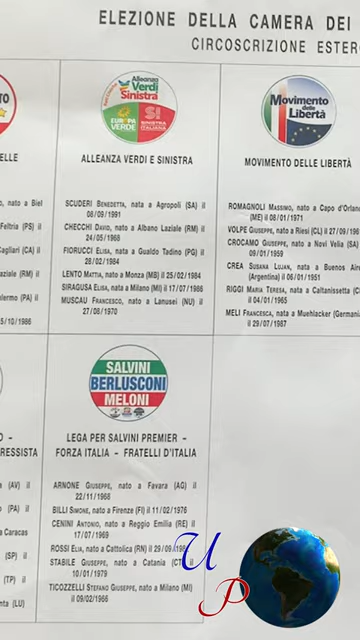 ELEZIONE DELLA CAMERA DEI
CIRCOSCRIZIONE ESTERO
TO
Alleanza
Verdi
Sinistra
EUROPA
VERDE
SI
SINISTRA
ITALIANA
Movimento
delle
Libertà
ELLE
ALLEANZA VERDI E SINISTRA
MOVIMENTO DELLE LIBERTÀ
, nato a Biel
Feltria (PS) il
Cagliari (CA) il
aziale (RM) il
lermo (PA) il
5/10/1986
SCUDERI BENEDETTA, nata a Agropoli (SA) il
08/09/1991
CHECCHI DAVID, nato a Albano Laziale (RM) il
24/05/1968
FIORUCCI ELISA, nata a Gualdo Tadino (PG) il
28/02/1984
LENTO MATTIA, nato a Monza (MB) il 25/02/1984
SIRAGUSA ELISA, nata a Milano (MI) il 17/07/1986
MUSCAU FRANCESCO, nato a Lanusei (NU) il
27/08/1970
ROMAGNOLI MASSIMO, nato a Capo d'Orlan
(ME) il 08/01/1971
VOLPE GIUSEPPE, nato a Riesi (CL) il 27/09/196
CROCAMO GIUSEPPE, nato a Novi Velia (SA)
09/01/1959
CREA SUSANA LUJAN, nata a Buenos Aire
(Argentina) il 06/01/1951
RIGGI MARIA TERESA, nata a Caltanissetta (C
il 04/01/1965
MELI FRANCESCA, nata a Muehlacker (Germani
il 29/07/1987
SALVINI
BERLUSCONI
MELONI
O –
RESSISTA
LEGA PER SALVINI PREMIER –
FORZA ITALIA – FRATELLI D'ITALIA
(AV) il
(PA) il
Caracas
(SP) il
(TP) il
nta (LU)
ARNONE GIUSEPPE, nato a Favara (AG) il
22/11/1966
BILLI SIMONE, nato a Firenze (FI) il 11/02/1976
CENINI ANTONIO, nato a Reggio Emilia (RE) il
17/07/1969
ROSSI ELIA, nato a Cattolica (RN) il 29/09/
STABILE GIUSEPPE, nato a Catania (CT) il
10/01/1979
TICOZZELLI STEFANO GIUSEPPE, nato a Milano (MI)
il 09/02/1966
U
P